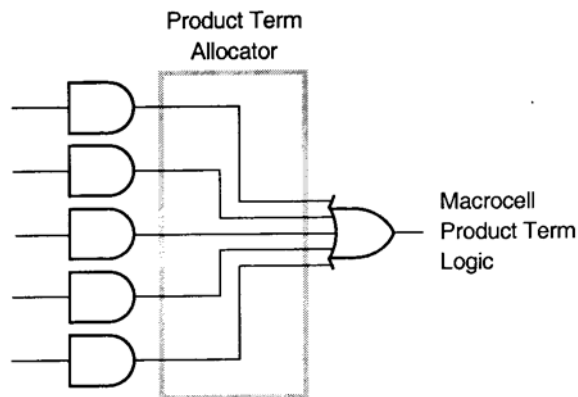 Product Term
Allocator
Macrocell
Product Term
Logic